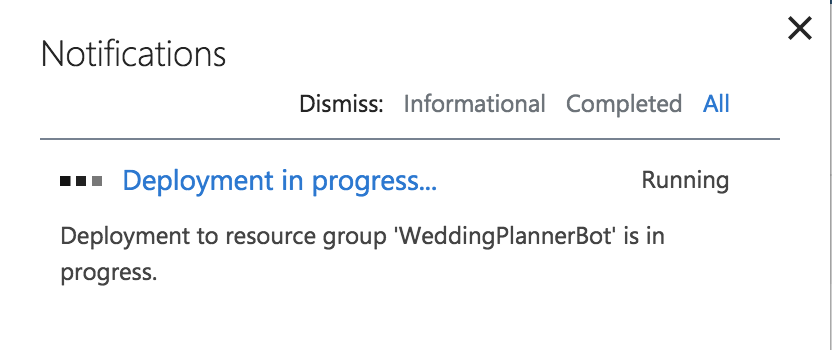 Notifications
Dismiss: Informational Completed All
Deployment in progress... Running
Deployment to resource group 'WeddingPlannerBot' is in
progress.